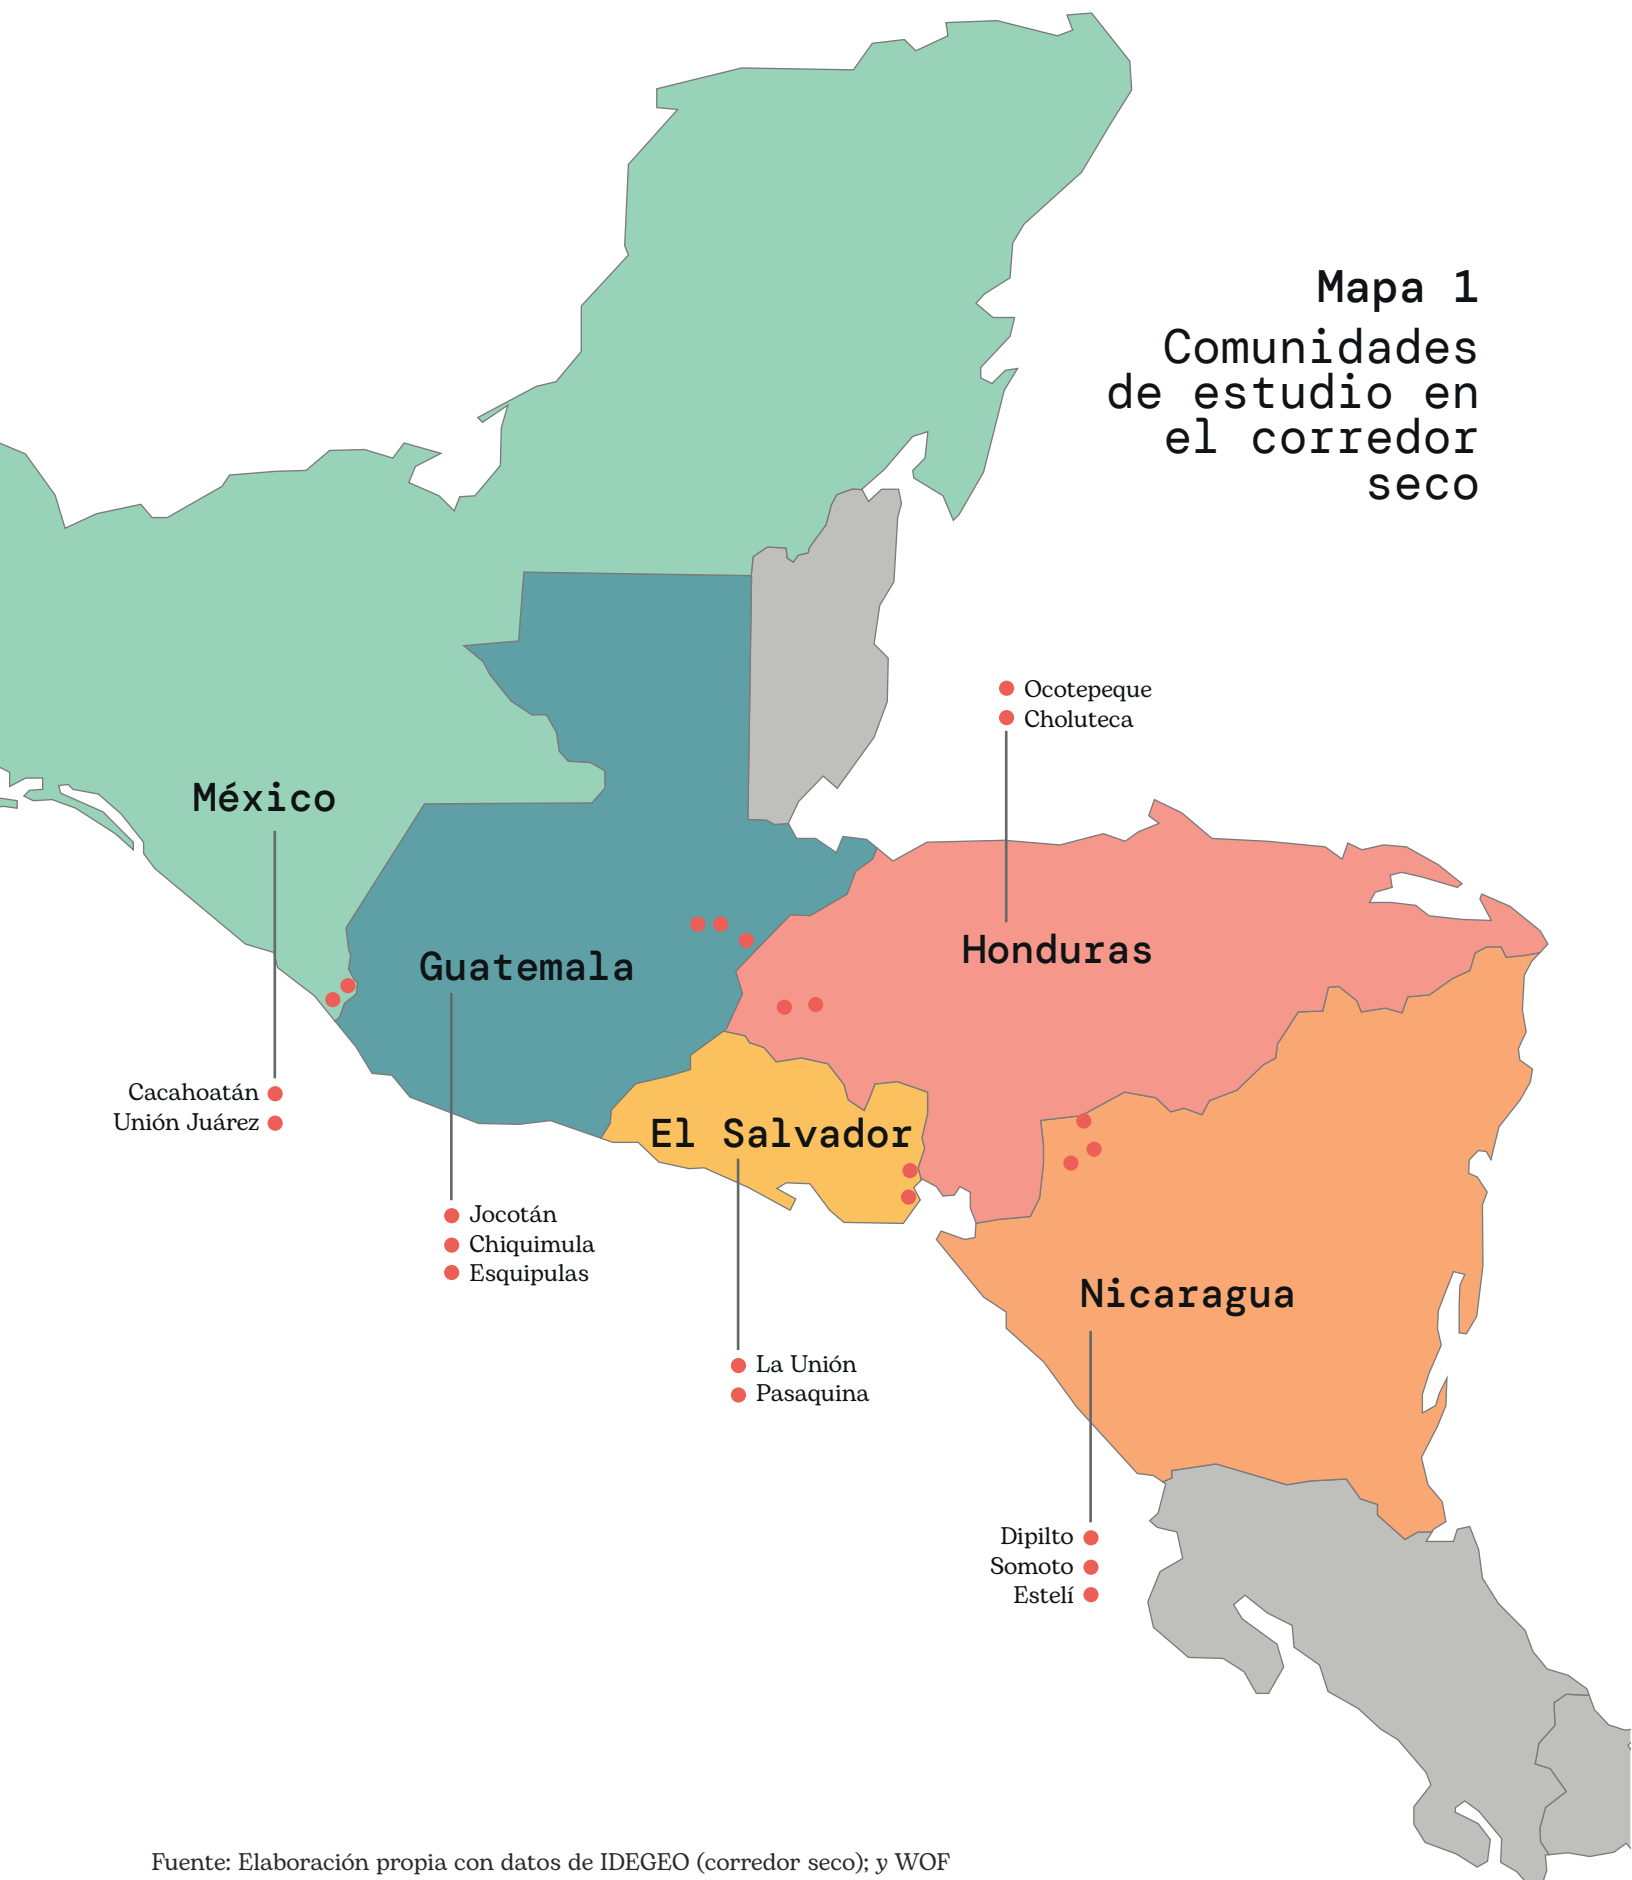 Mapa 1
Comunidades
de estudio en
el corredor
seco
Ocotepeque
Choluteca
México
Honduras
Guatemala
Cacahoatán
Unión Juárez
El Salvador
Jocotán
Chiquimula
Esquipulas
Nicaragua
La Unión
Pasaquina
Dipilto
Somoto
Estelí
Fuente: Elaboración propia con datos de IDEGEO (corredor seco); y WOF